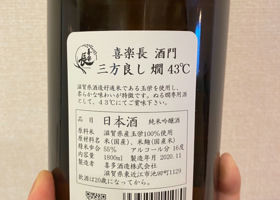 喜楽長 酒門
三方良し 燗 43℃
滋賀県酒造好適米である玉栄を使用し、
柔らかな味わいが特徴です。ぬる燗専用酒
として、43℃にてご賞味下さい。
品目 日本酒 純米吟醸酒
原料米 滋賀県産玉栄100%使用
原材料 米(国産)、米麹(国産)
精米歩合 55% アルコール分 16度
内容量 1800ml 製造年月 2020.11
製造者 喜多酒造株式会社
滋賀県東近江市池田町1129
飲酒は20歳になってから。